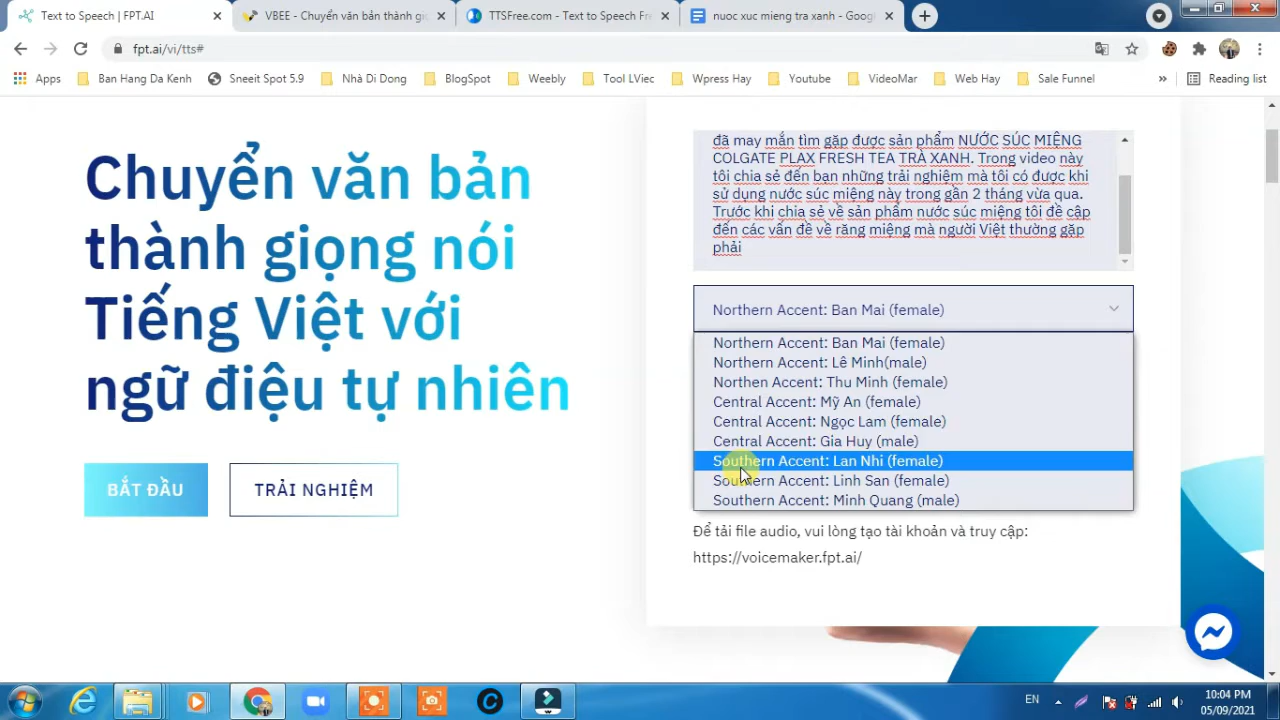 Text to Speech | FPT.AI
VBEE - Chuyển văn bản thành gi
TTSFree.com - Text to Speech Fre
nuoc xuc mieng tra xanh - Googl
fpt.ai/vi/tts#
Apps
Ban Hang Da Kenh
Sneeit Spot 5.9
Nhà Di Dong
BlogSpot
Weebly
Tool LViec
Wpress Hay
Youtube
VideoMar
Web Hay
Sale Funnel
»
Reading list
Chuyển văn bản
thành giọng nói
Tiếng Việt với
ngữ điệu tự nhiên
BẮT ĐẦU
TRẢI NGHIỆM
đã may mắn tìm gặp được sản phẩm NƯỚC SÚC MIỆNG
COLGATE PLAX FRESH TEA TRÀ XANH. Trong video này
tôi chia sẻ đến bạn những trải nghiệm mà tôi có được khi
sử dụng nước súc miệng này trong gần 2 tháng vừa qua.
Trước khi chia sẻ về sản phẩm nước súc miệng tôi đề cập
đến các vấn đề về răng miệng mà người Việt thường gặp
phải
Northern Accent: Ban Mai (female)
Northern Accent: Ban Mai (female)
Northern Accent: Lê Minh(male)
Northen Accent: Thu Minh (female)
Central Accent: Mỹ An (female)
Central Accent: Ngọc Lam (female)
Central Accent: Gia Huy (male)
Southern Accent: Lan Nhi (female)
Southern Accent: Linh San (female)
Southern Accent: Minh Quang (male)
Để tải file audio, vui lòng tạo tài khoản và truy cập:
https://voicemaker.fpt.ai/
EN
10:04 PM
05/09/2021